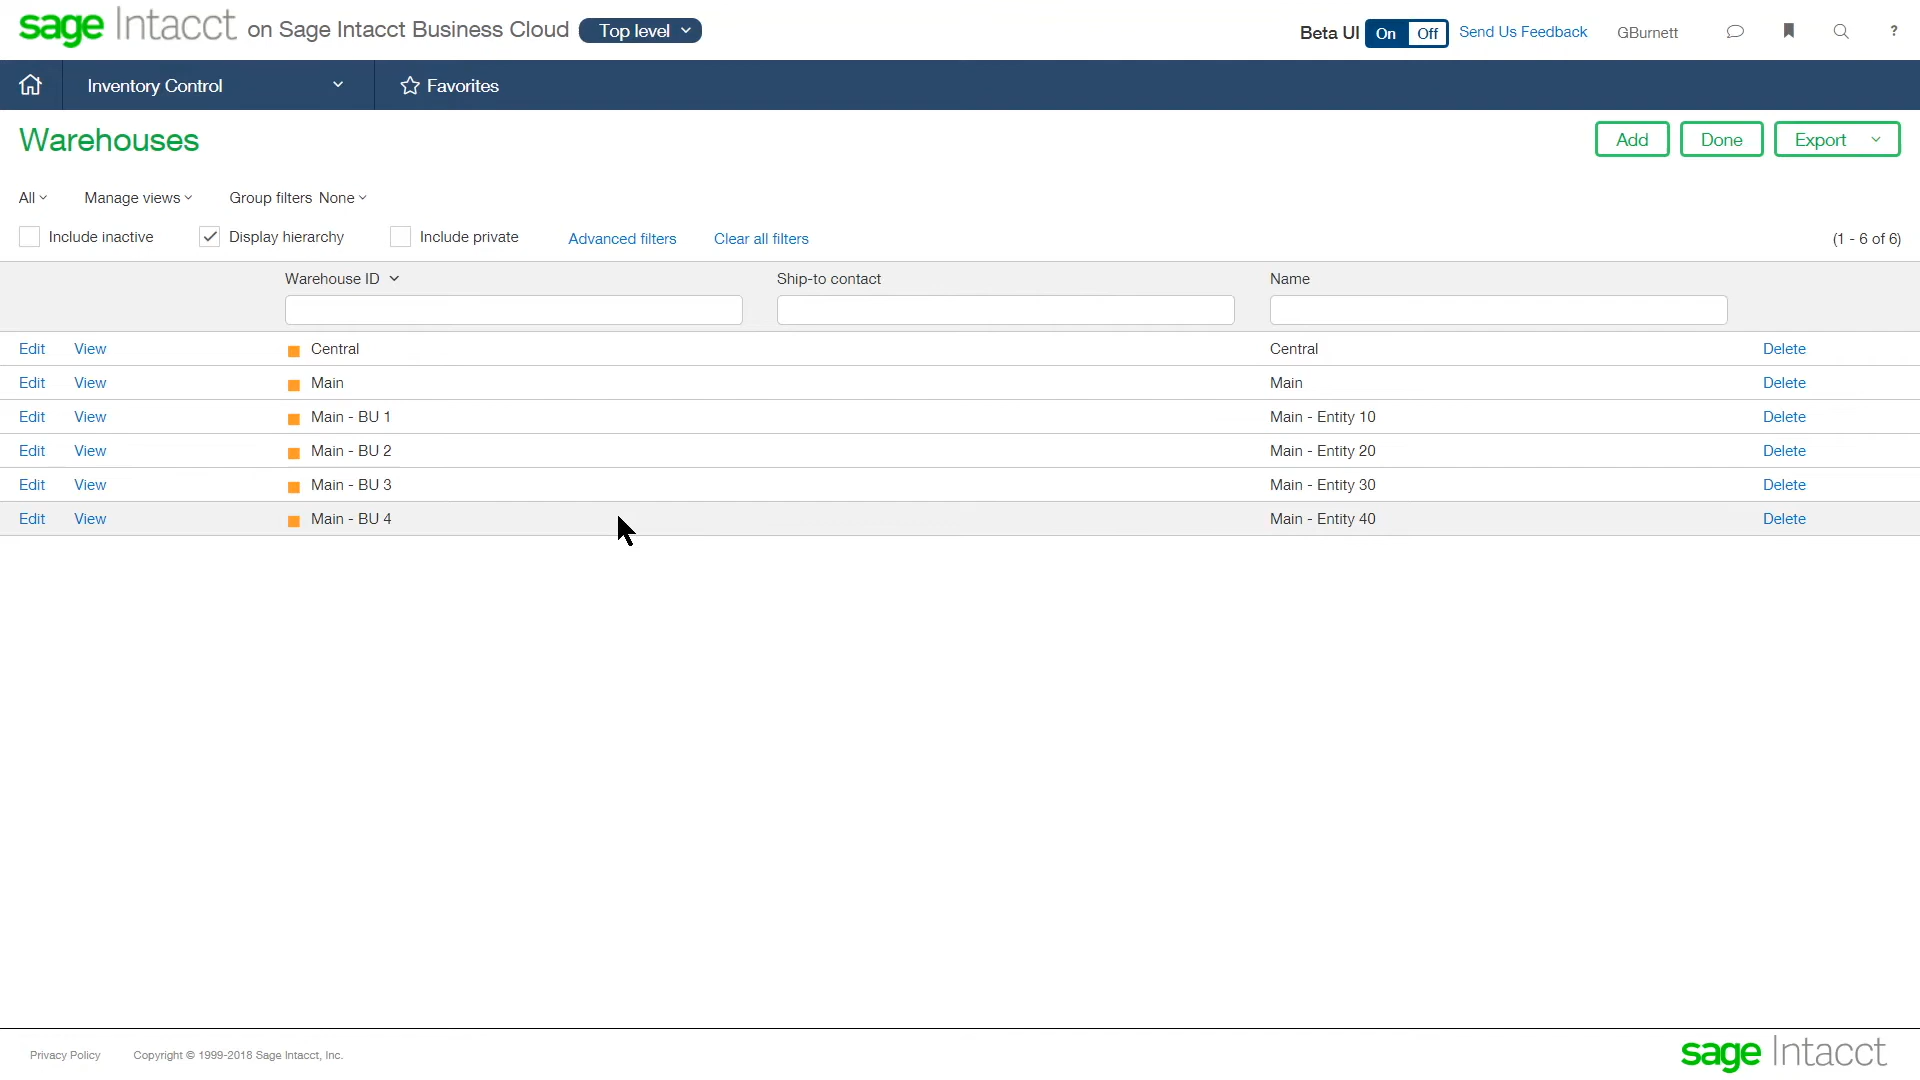 sage Intacct on Sage Intacct Business Cloud Top level Beta UI On Off Send Us Feedback GBurnett ?
Inventory Control Favorites
Warehouses Add Done Export
All Manage views Group filters None
Include inactive Display hierarchy Include private Advanced filters Clear all filters (1 - 6 of 6)
Warehouse ID Ship-to contact Name
Edit View Central Central Delete
Edit View Main Main Delete
Edit View Main - BU 1 Main - Entity 10 Delete
Edit View Main - BU 2 Main - Entity 20 Delete
Edit View Main - BU 3 Main - Entity 30 Delete
Edit View Main - BU 4 Main - Entity 40 Delete
Privacy Policy Copyright © 1999-2018 Sage Intacct, Inc. sage Intacct